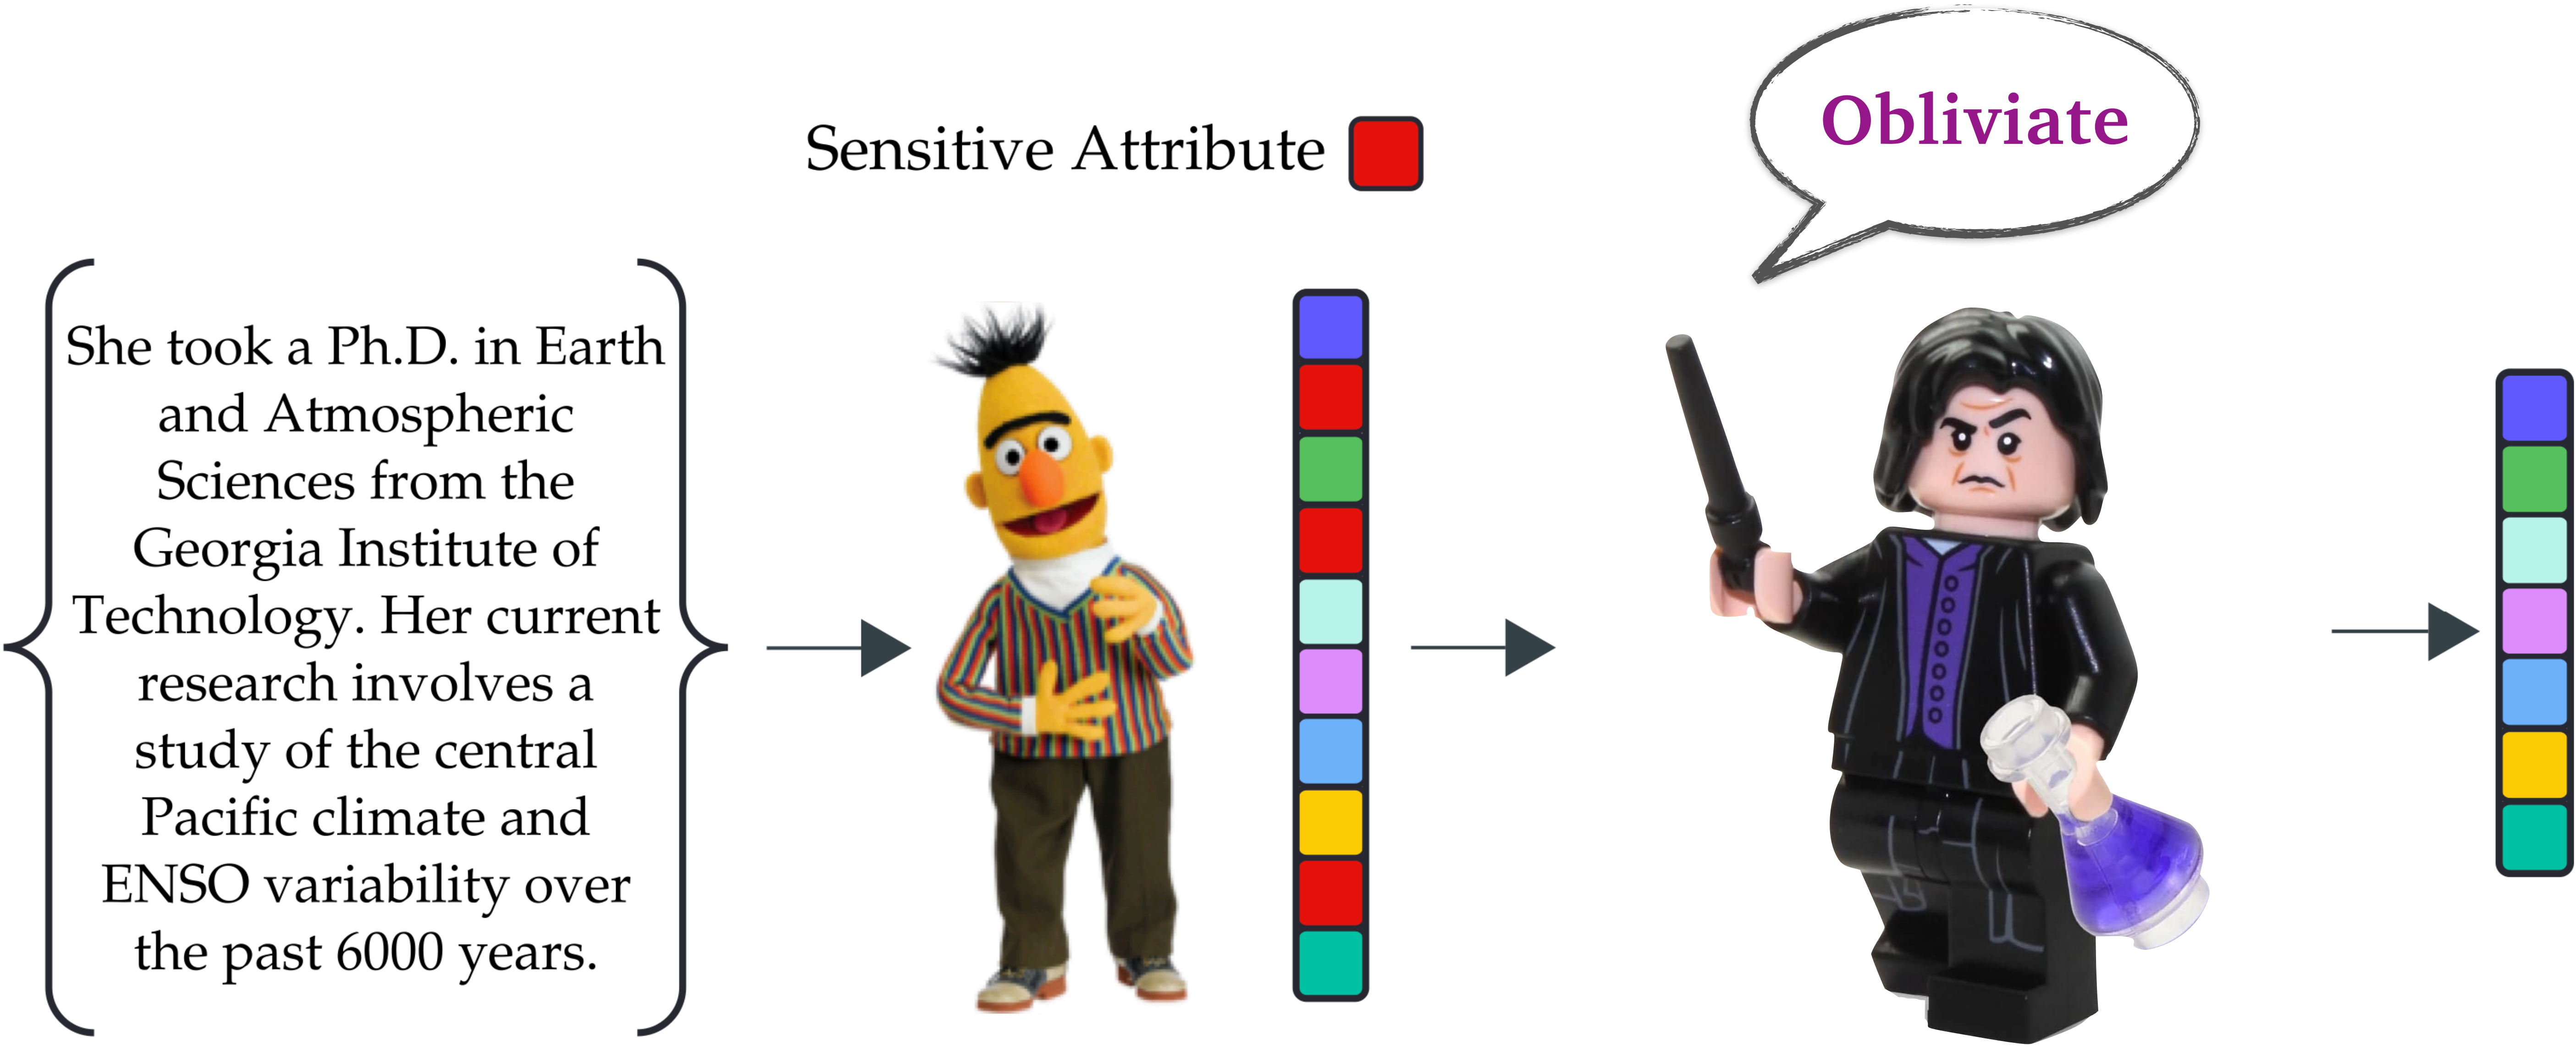 Obliviate
Sensitive Attribute
She took a Ph.D. in Earth
and Atmospheric
Sciences from the
Georgia Institute of
Technology. Her current
research involves a
study of the central
Pacific climate and
ENSO variability over
the past 6000 years.